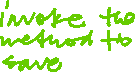 invoke the
method to
save